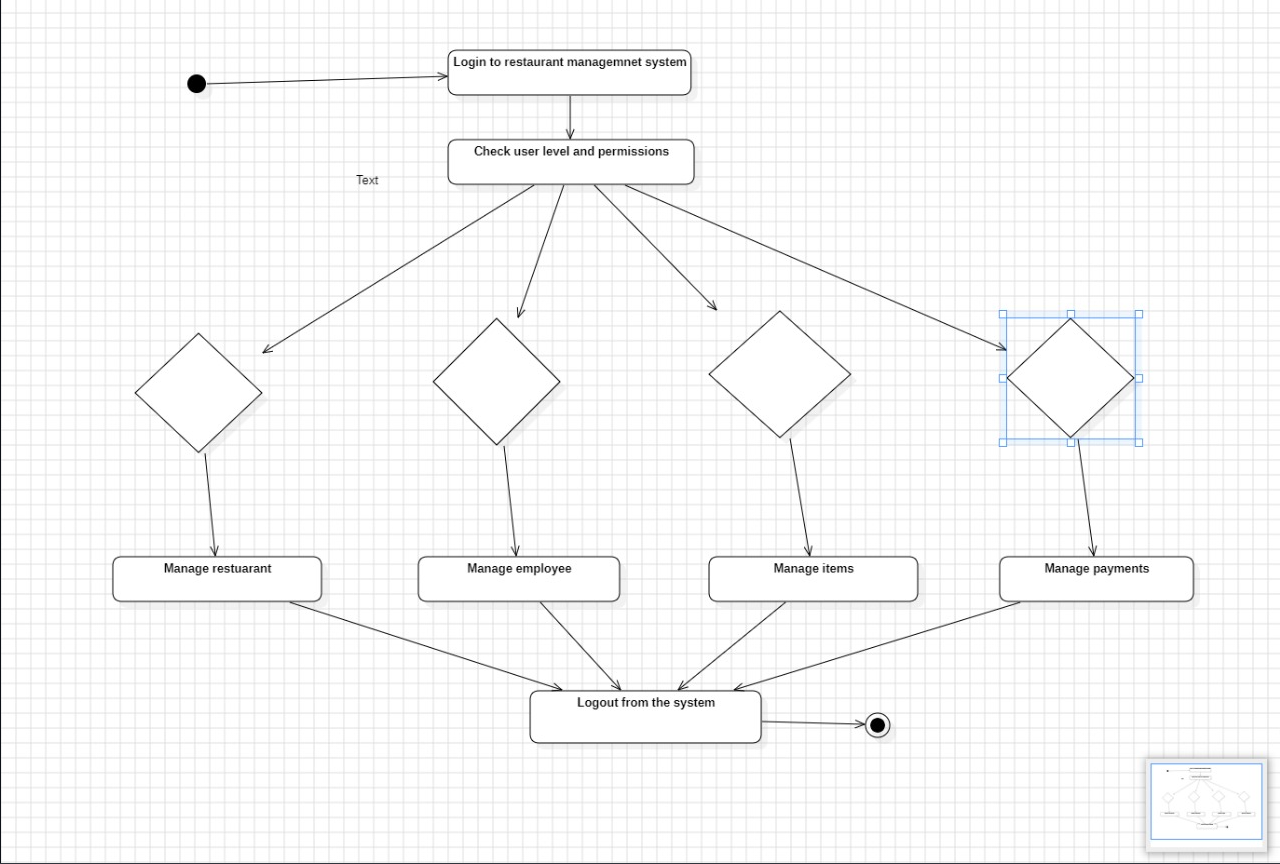 Login to restaurant managemnet system
Check user level and permissions
Text
Manage restuarant
Manage employee
Manage items
Manage payments
Logout from the system